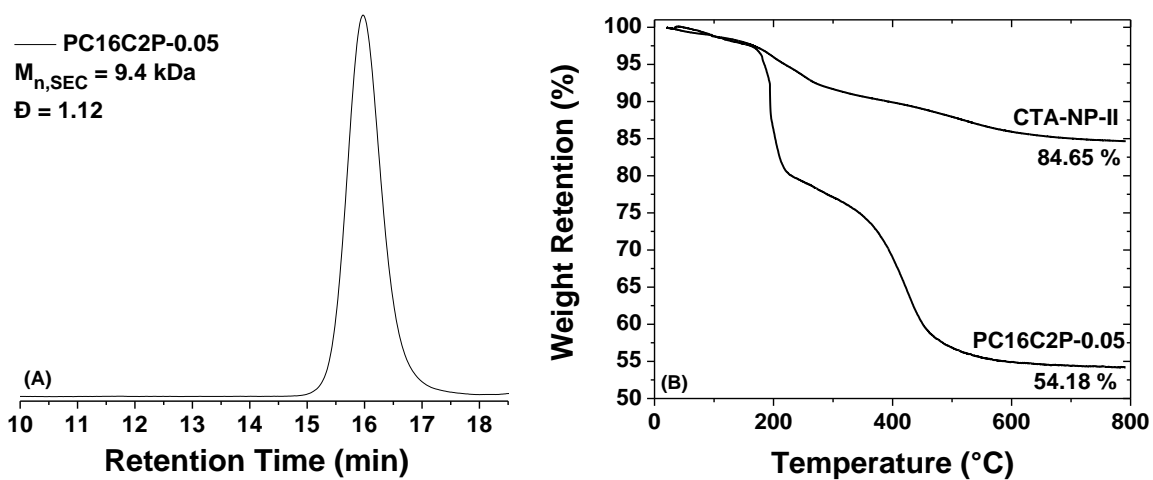 PC16C2P-0.05
Mn,SEC = 9.4 kDa
Đ = 1.12
(A)
10 11 12 13 14 15 16 17 18
Retention Time (min)
Weight Retention (%)
100
95
90
85
80
75
70
65
60
55
50
CTA-NP-II
84.65 %
PC16C2P-0.05
54.18 %
(B)
0 200 400 600 800
Temperature (°C)